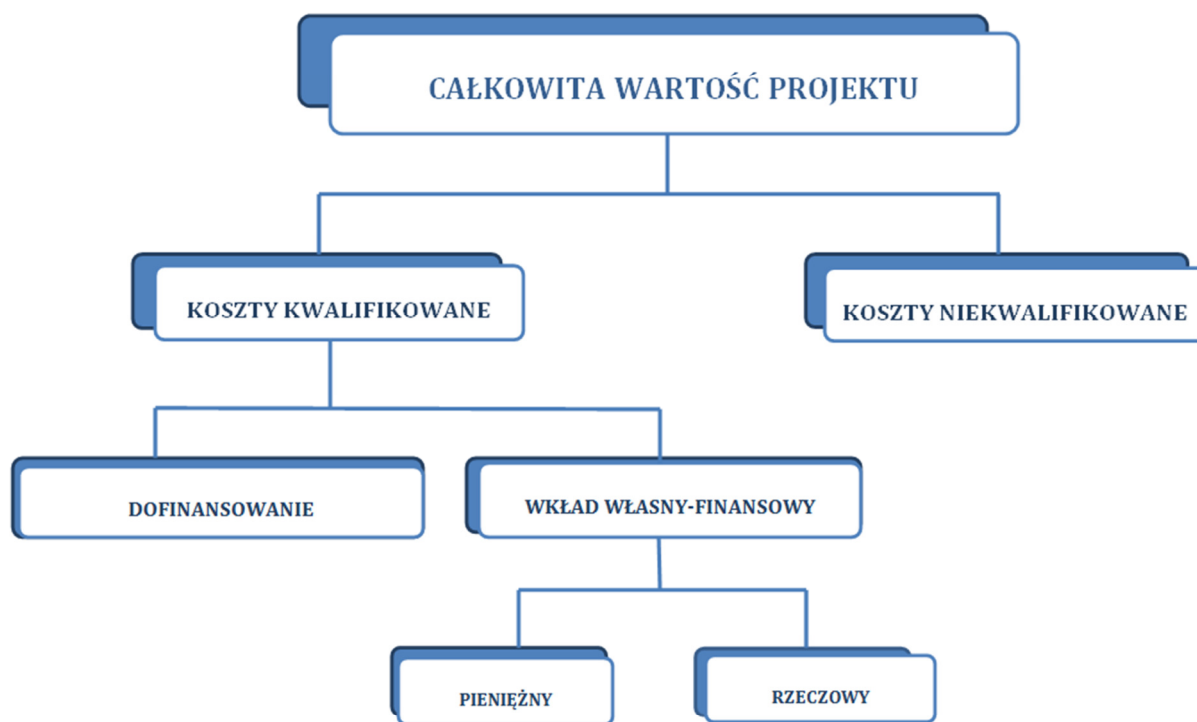 CAŁKOWITA WARTOŚĆ PROJEKTU
KOSZTY KWALIFIKOWANE
KOSZTY NIEKWALIFIKOWANE
DOFINANSOWANIE
WKŁAD WŁASNY-FINANSOWY
PIENIĘŻNY
RZECZOWY